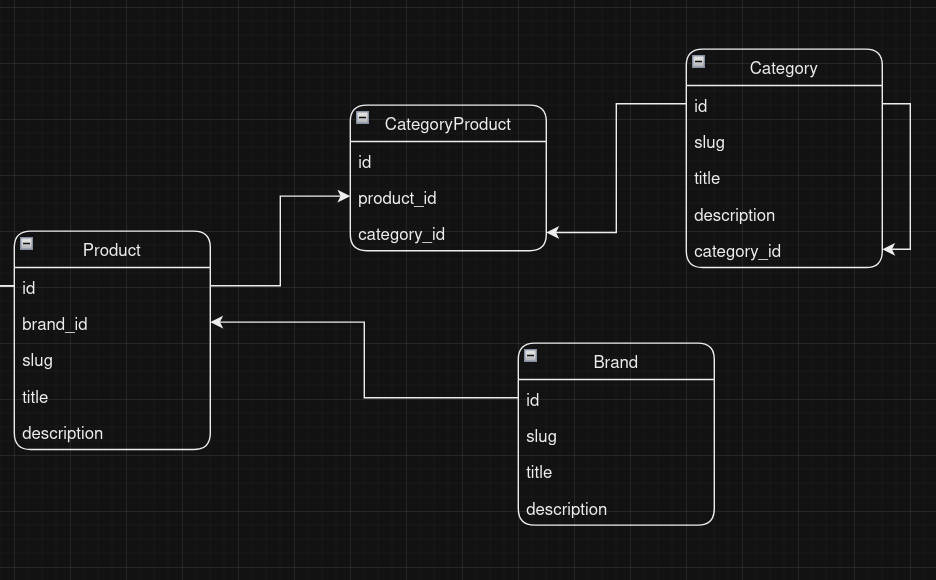 Category
id
slug
title
description
category_id
CategoryProduct
id
product_id
category_id
Product
id
brand_id
slug
title
description
Brand
id
slug
title
description